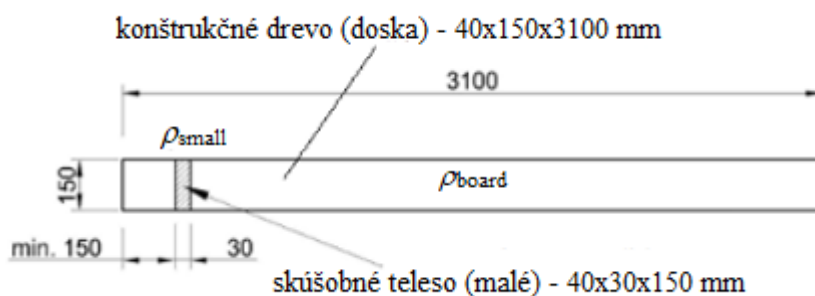 konštrukčné drevo (doska) - 40x150x3100 mm
3100
ρsmall
150
ρboard
min. 150
30
skúšobné teleso (malé) - 40x30x150 mm